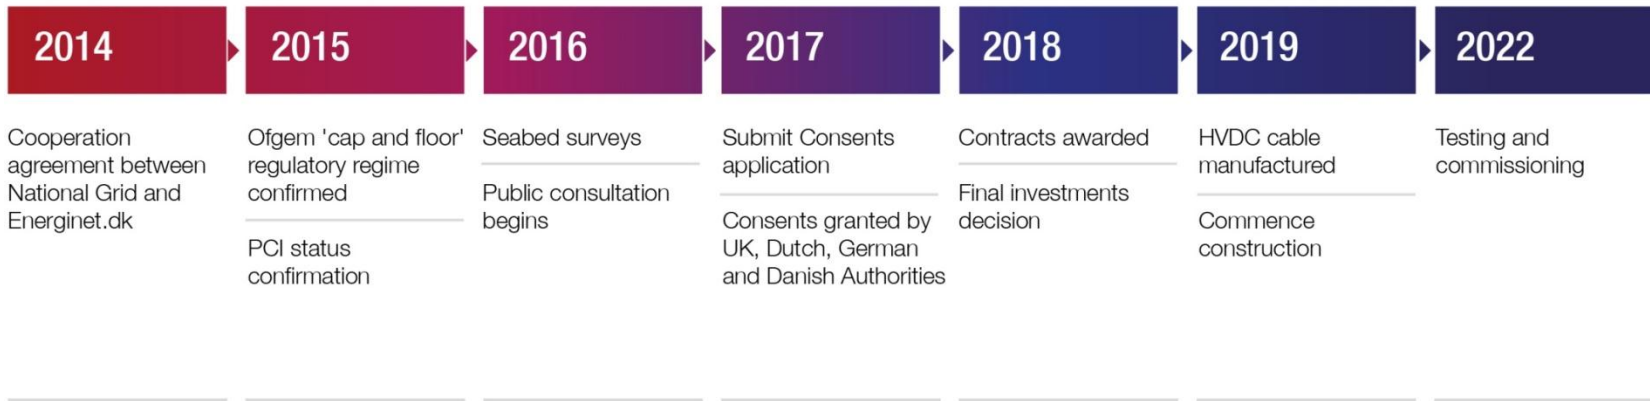 2014
Cooperation
agreement between
National Grid and
Energinet.dk
2015
Ofgem 'cap and floor'
regulatory regime
confirmed
PCI status
confirmation
2016
Seabed surveys
Public consultation
begins
2017
Submit Consents
application
Consents granted by
UK, Dutch, German
and Danish Authorities
2018
Contracts awarded
Final investments
decision
2019
HVDC cable
manufactured
Commence
construction
2022
Testing and
commissioning